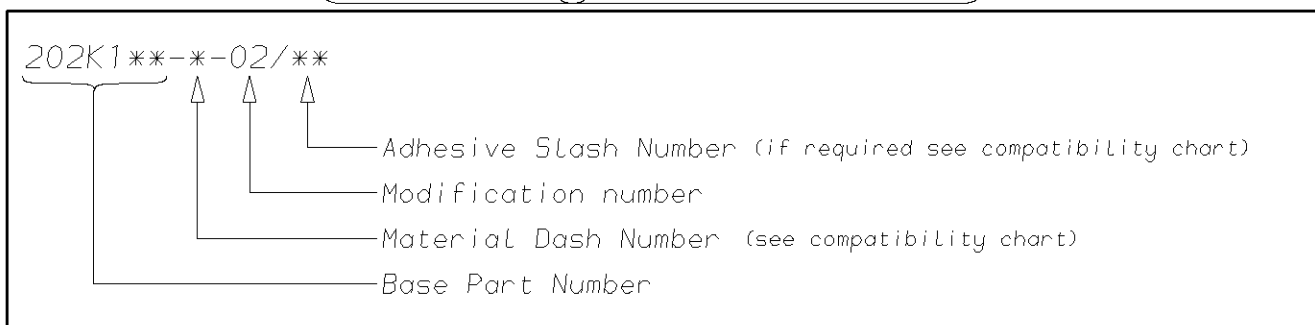 202K1**-*-02/**
Adhesive Slash Number (if required see compatibility chart)
Modification number
Material Dash Number (see compatibility chart)
Base Part Number